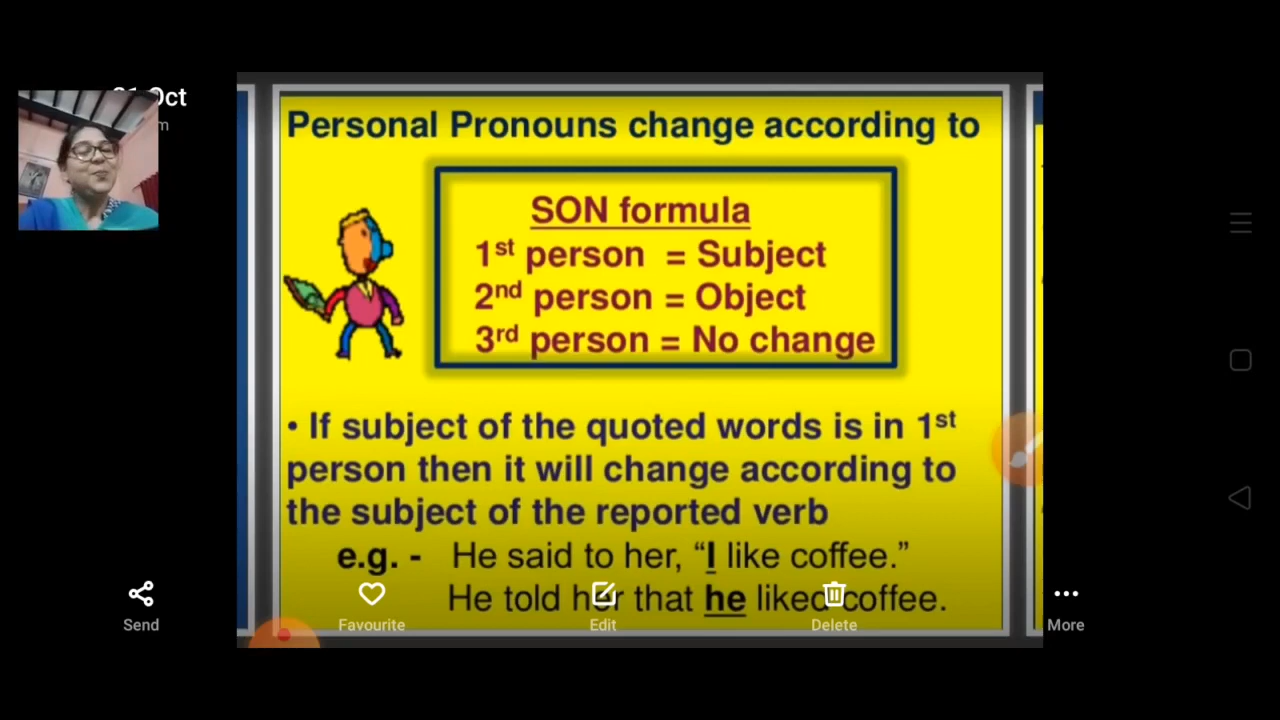 Oct
m
Personal Pronouns change according to
SON formula
1st person = Subject
2nd person = Object
3rd person = No change
• If subject of the quoted words is in 1st
person then it will change according to
the subject of the reported verb
e.g. - He said to her, “I like coffee.”
He told her that he liked coffee.
Send
Favourite
Edit
Delete
More